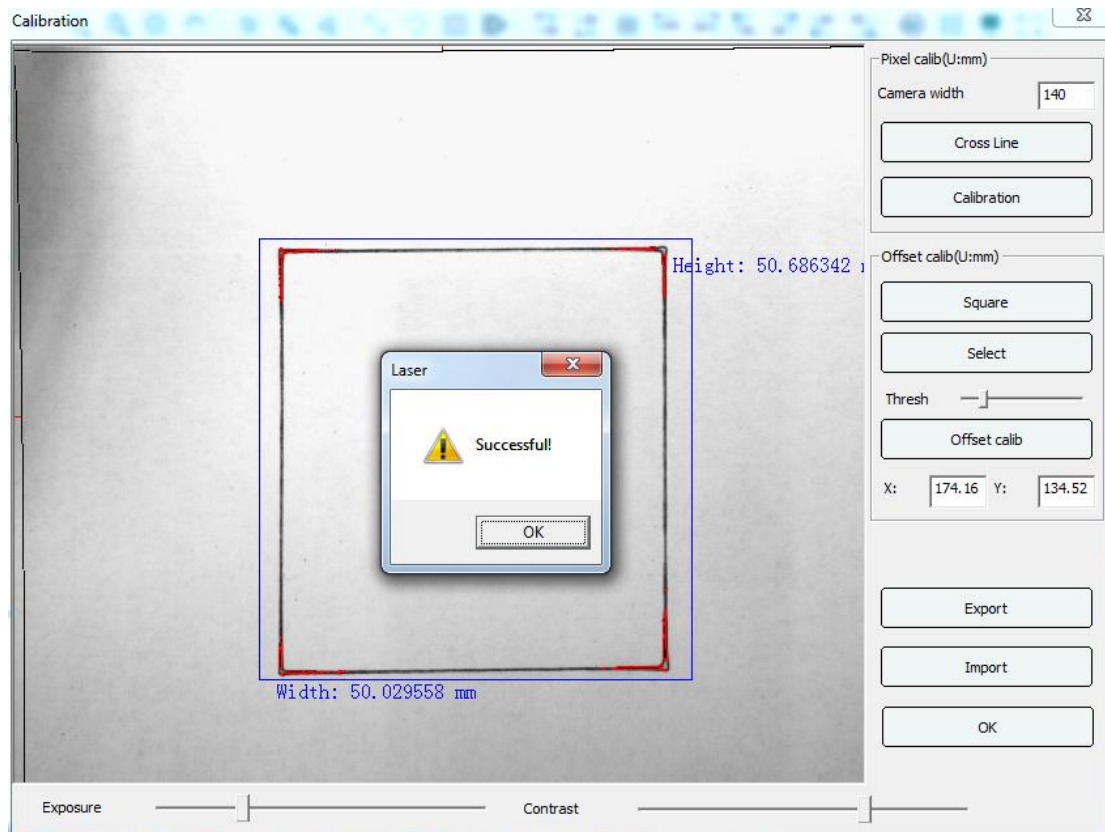 Calibration
Pixel calib(U:mm)
Camera width 140
Cross Line
Calibration
Offset calib(U:mm)
Height: 50.686342
Square
Select
Laser
Thresh
Successful!
Offset calib
X: 174.16 Y: 134.52
OK
Export
Import
Width: 50.029558 mm
OK
Exposure Contrast